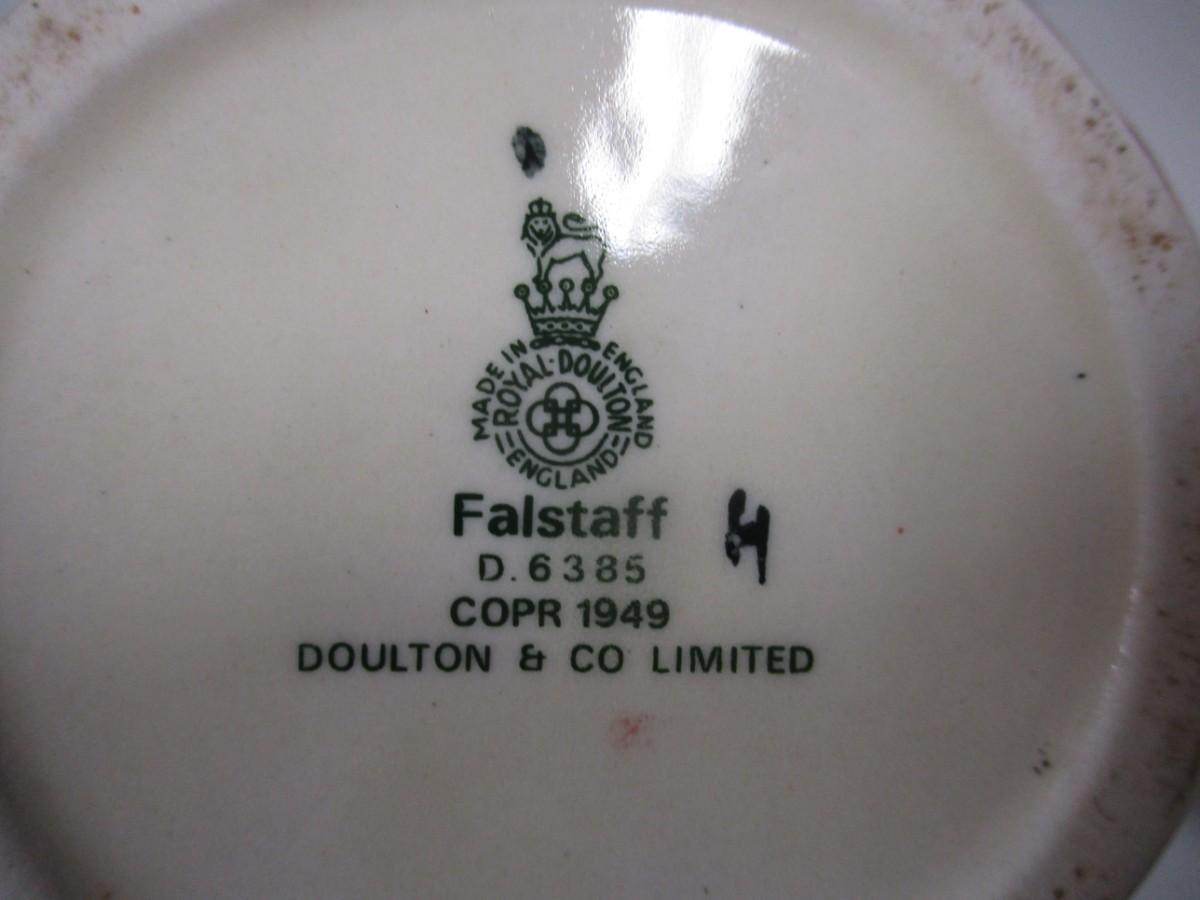 MADE IN ENGLAND
ROYAL·DOULTON
ENGLAND
Falstaff
D.6385
COPR 1949
DOULTON & CO LIMITED